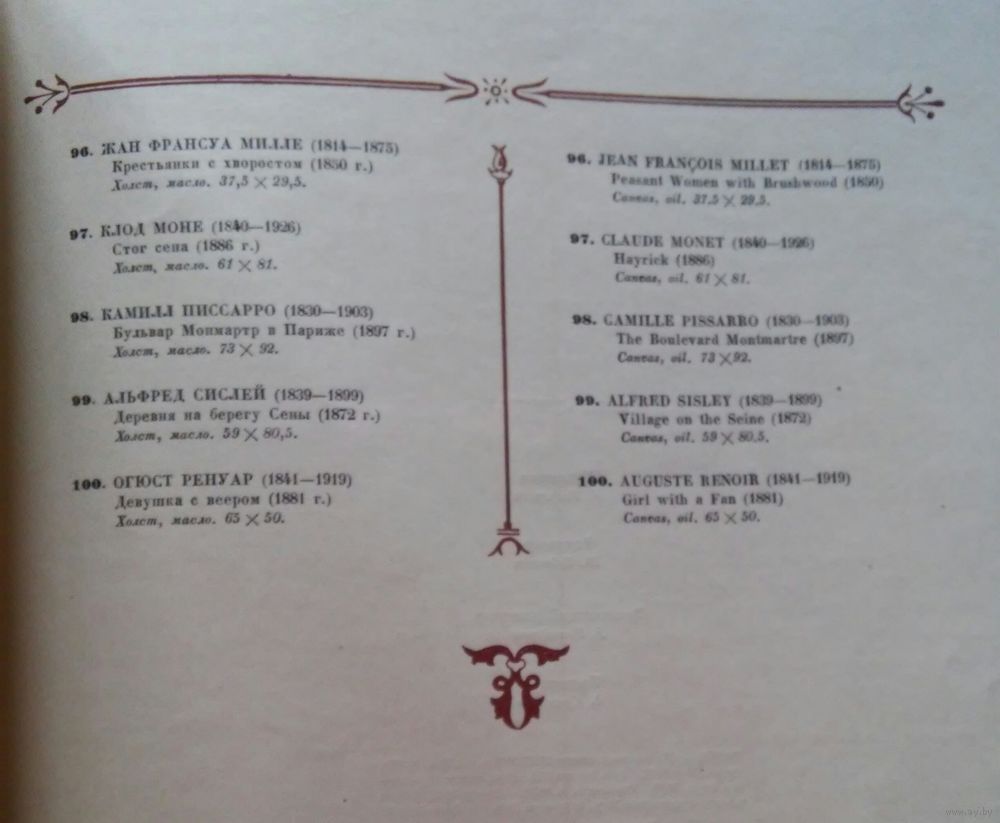 96. ЖАН ФРАНСУА МИЛЛЕ (1814—1875)
Крестьянки с хворостом (1850 г.)
Холст, масло. 37,5 × 29,5.
97. КЛОД МОНЕ (1840—1926)
Стог сена (1886 г.)
Холст, масло. 61 × 81.
98. КАМИЛЛ ПИССАРРО (1830—1903)
Бульвар Монмартр в Париже (1897 г.)
Холст, масло. 73 × 92.
99. АЛЬФРЕД СИСЛЕЙ (1839—1899)
Деревня на берегу Сены (1872 г.)
Холст, масло. 59 × 80,5.
100. ОГЮСТ РЕНУАР (1841—1919)
Девушка с веером (1881 г.)
Холст, масло. 65 × 50.
96. JEAN FRANÇOIS MILLET (1814—1875)
Peasant Women with Brushwood (1850)
Canvas, oil. 37.5 × 29.5.
97. CLAUDE MONET (1840—1926)
Hayrick (1886)
Canvas, oil. 61 × 81.
98. CAMILLE PISSARRO (1830—1903)
The Boulevard Montmartre (1897)
Canvas, oil. 73 × 92.
99. ALFRED SISLEY (1839—1899)
Village on the Seine (1872)
Canvas, oil. 59 × 80.5.
100. AUGUSTE RENOIR (1841—1919)
Girl with a Fan (1881)
Canvas, oil. 65 × 50.
www.ay.by